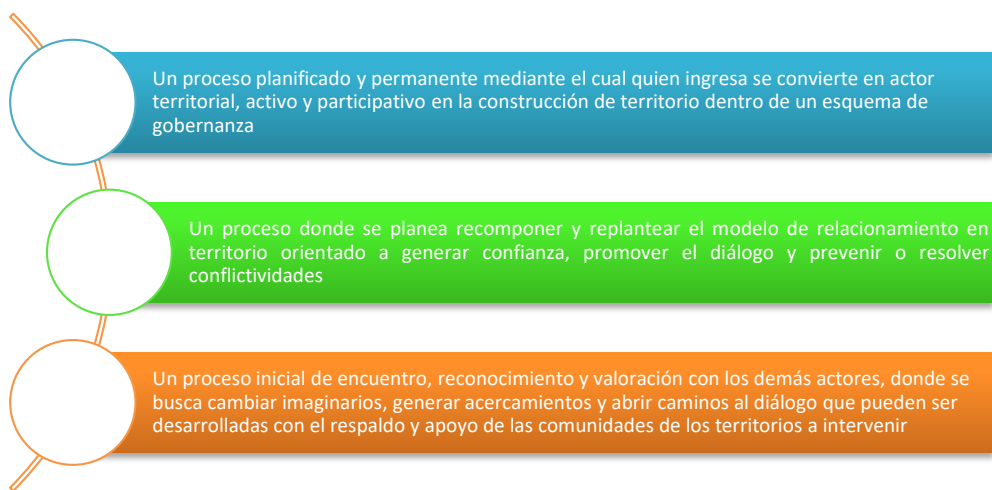 Un proceso planificado y permanente mediante el cual quien ingresa se convierte en actor
territorial, activo y participativo en la construcción de territorio dentro de un esquema de
gobernanza
Un proceso donde se planea recomponer y replantear el modelo de relacionamiento en
territorio orientado a generar confianza, promover el diálogo y prevenir o resolver
conflictividades
Un proceso inicial de encuentro, reconocimiento y valoración con los demás actores, donde se
busca cambiar imaginarios, generar acercamientos y abrir caminos al diálogo que pueden ser
desarrolladas con el respaldo y apoyo de las comunidades de los territorios a intervenir